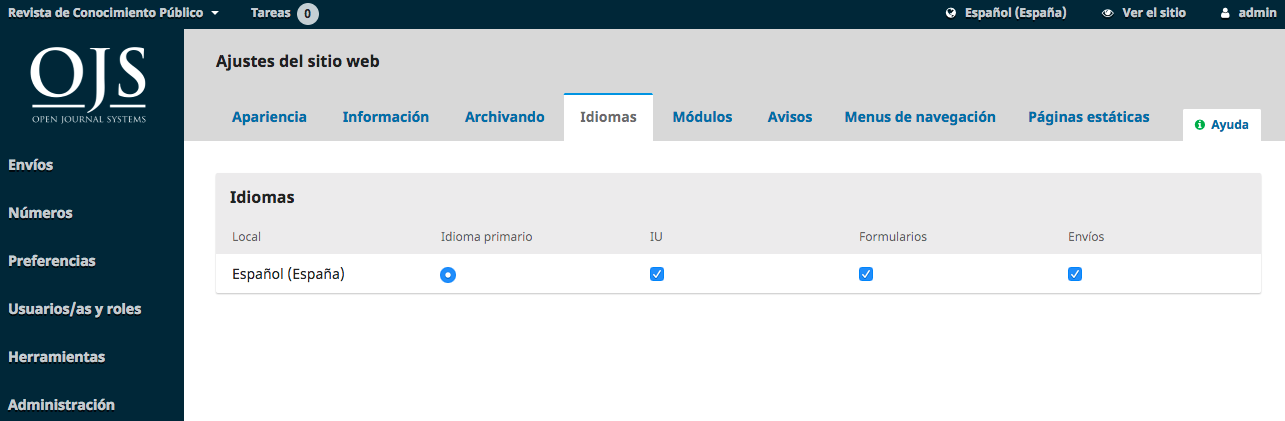 Revista de Conocimiento Público Tareas 0 Español (España) Ver el sitio admin
OJS
OPEN JOURNAL SYSTEMS
Envíos
Números
Preferencias
Usuarios/as y roles
Herramientas
Administración
Ajustes del sitio web
Apariencia Información Archivando Idiomas Módulos Avisos Menus de navegación Páginas estáticas
Ayuda
Idiomas
Local Idioma primario IU Formularios Envíos
Español (España)